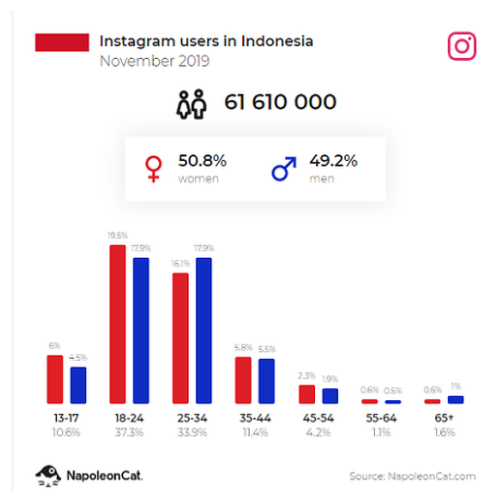 Instagram users in Indonesia
November 2019
61 610 000
50.8%
women
49.2%
men
6% 4.5% 19.5% 17.9% 16.1% 17.9% 5.8% 5.5% 2.3% 1.9% 0.6% 0.5% 0.6% 1%
13-17 18-24 25-34 35-44 45-54 55-64 65+
10.6% 37.3% 33.9% 11.4% 4.2% 1.1% 1.6%
NapoleonCat.
Source: NapoleonCat.com